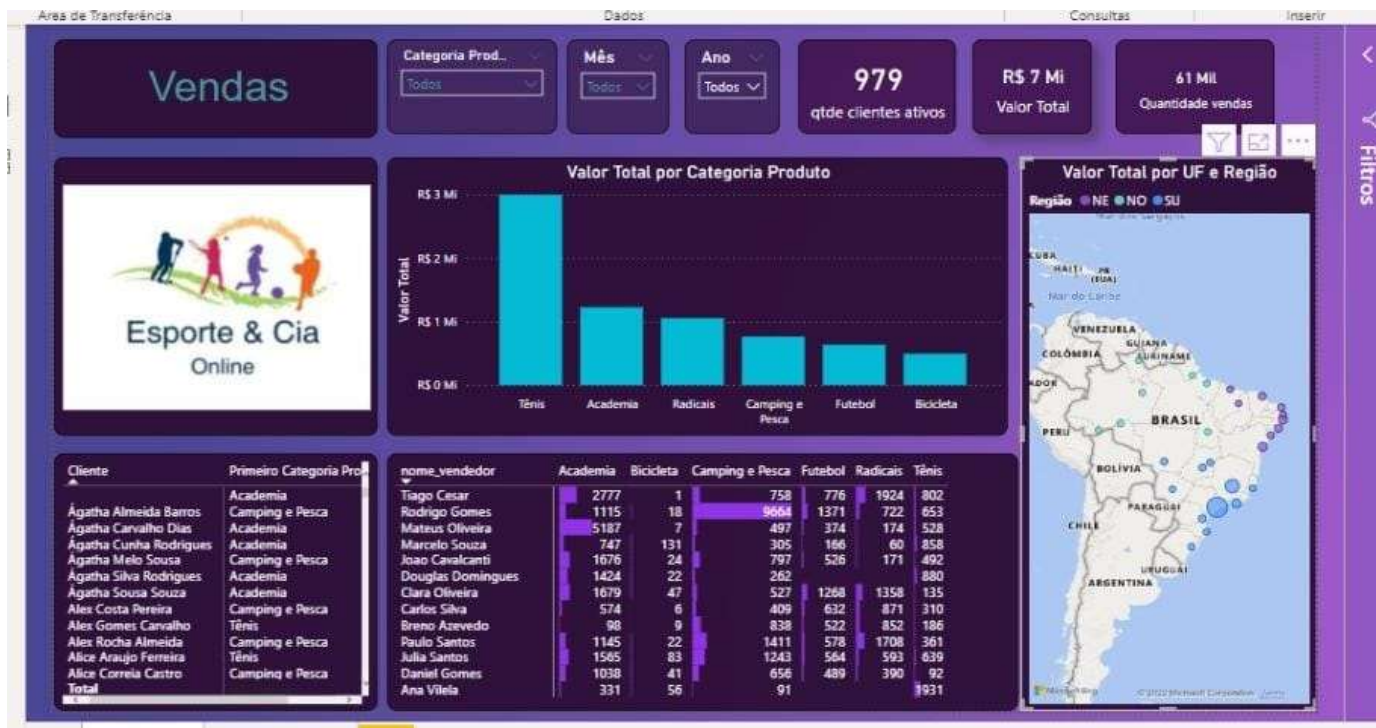 Área de Transferência Dados Consultas Inserir
Vendas
Categoria Prod..
Todos
Mês
Todos
Ano
Todos
979
qtde clientes ativos
R$ 7 Mi
Valor Total
61 Mil
Quantidade vendas
Filtros
Esporte & Cia
Online
Valor Total por Categoria Produto
Valor Total
R$ 3 Mi
R$ 2 Mi
R$ 1 Mi
R$ 0 Mi
Tênis Academia Radicais Camping e Pesca Futebol Bicicleta
Valor Total por UF e Região
Região NE NO SU
CUBA
HAITI PR
(EUA)
Mar do Caribe
VENEZUELA
GUIANA
COLÔMBIA SURINAME
ADOR
BRASIL
PERU
BOLÍVIA
PARAGUAI
CHILE
URUGUAI
ARGENTINA
© 2022 Microsoft Corporation Terms
Cliente Primeiro Categoria Pro
Academia
Ágatha Almeida Barros Camping e Pesca
Ágatha Carvalho Dias Academia
Ágatha Cunha Rodrigues Academia
Ágatha Melo Sousa Camping e Pesca
Ágatha Silva Rodrigues Academia
Ágatha Sousa Souza Academia
Alex Costa Pereira Camping e Pesca
Alex Gomes Carvalho Tênis
Alex Rocha Almeida Camping e Pesca
Alice Araujo Ferreira Tênis
Alice Correia Castro Camping e Pesca
Total
nome_vendedor Academia Bicicleta Camping e Pesca Futebol Radicais Tênis
Tiago Cesar 2777 1 758 776 1924 802
Rodrigo Gomes 1115 18 9664 1371 722 653
Mateus Oliveira 5187 7 497 374 174 528
Marcelo Souza 747 131 305 166 60 858
Joao Cavalcanti 1676 24 797 526 171 492
Douglas Domingues 1424 22 262 880
Clara Oliveira 1679 47 527 1268 1358 135
Carlos Silva 574 6 409 632 871 310
Breno Azevedo 98 9 838 522 852 186
Paulo Santos 1145 22 1411 578 1708 361
Julia Santos 1565 83 1243 564 593 639
Daniel Gomes 1038 41 656 489 390 92
Ana Vilela 331 56 91 1931